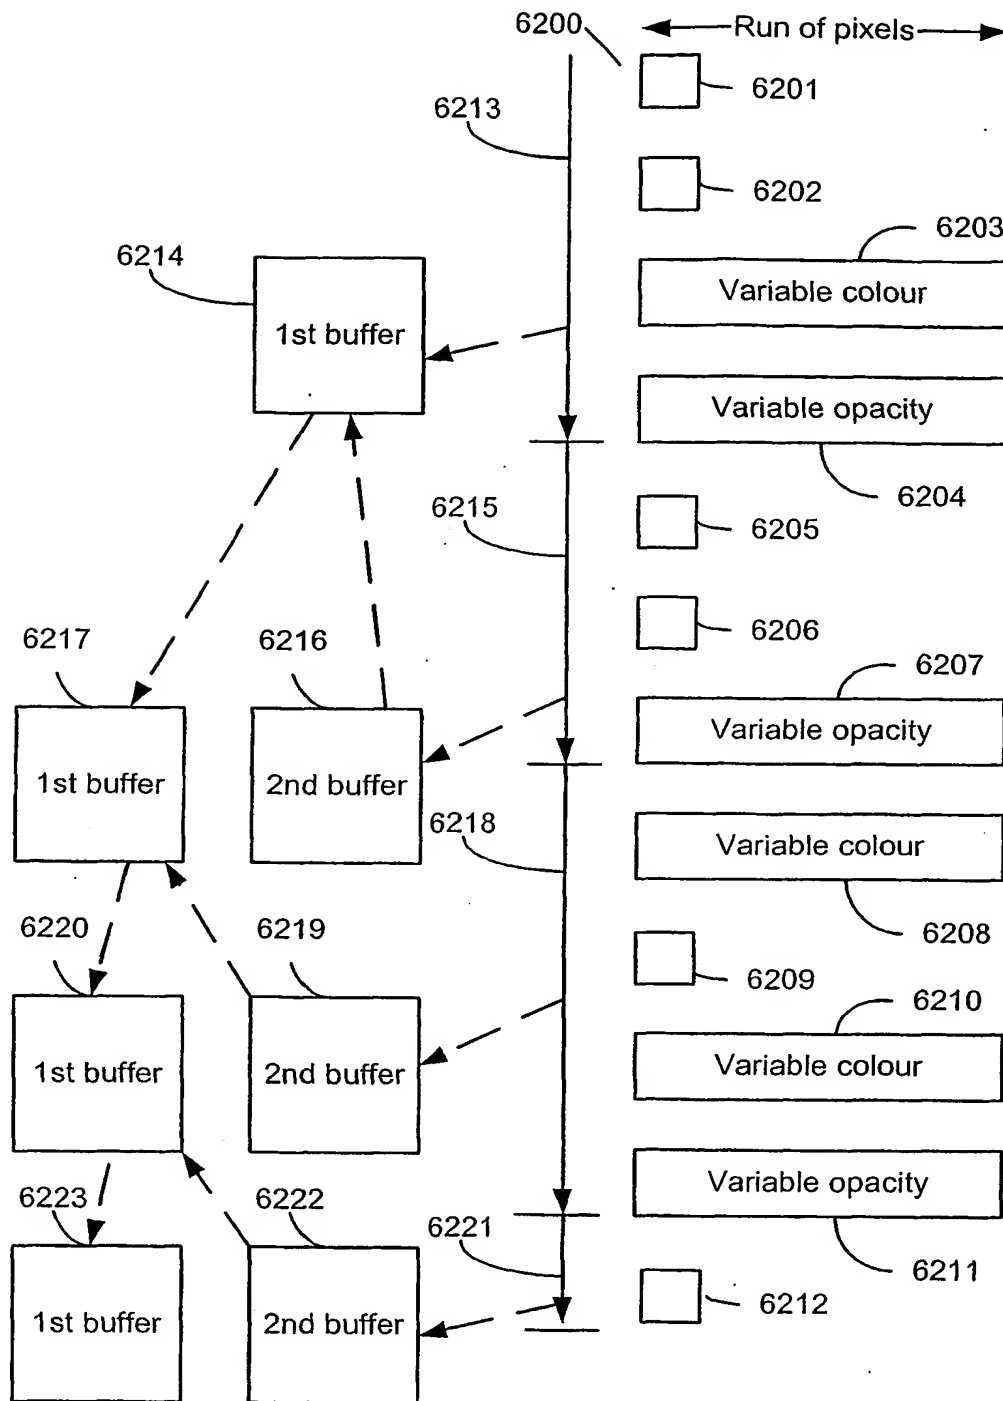 6200
Run of pixels
6201
6213
6202
6203
6214
Variable colour
1st buffer
Variable opacity
6204
6215
6205
6206
6217
6216
6207
Variable opacity
1st buffer
2nd buffer
6218
Variable colour
6208
6220
6219
6209
6210
1st buffer
2nd buffer
Variable colour
Variable opacity
6223
6222
6221
6211
6212
1st buffer
2nd buffer